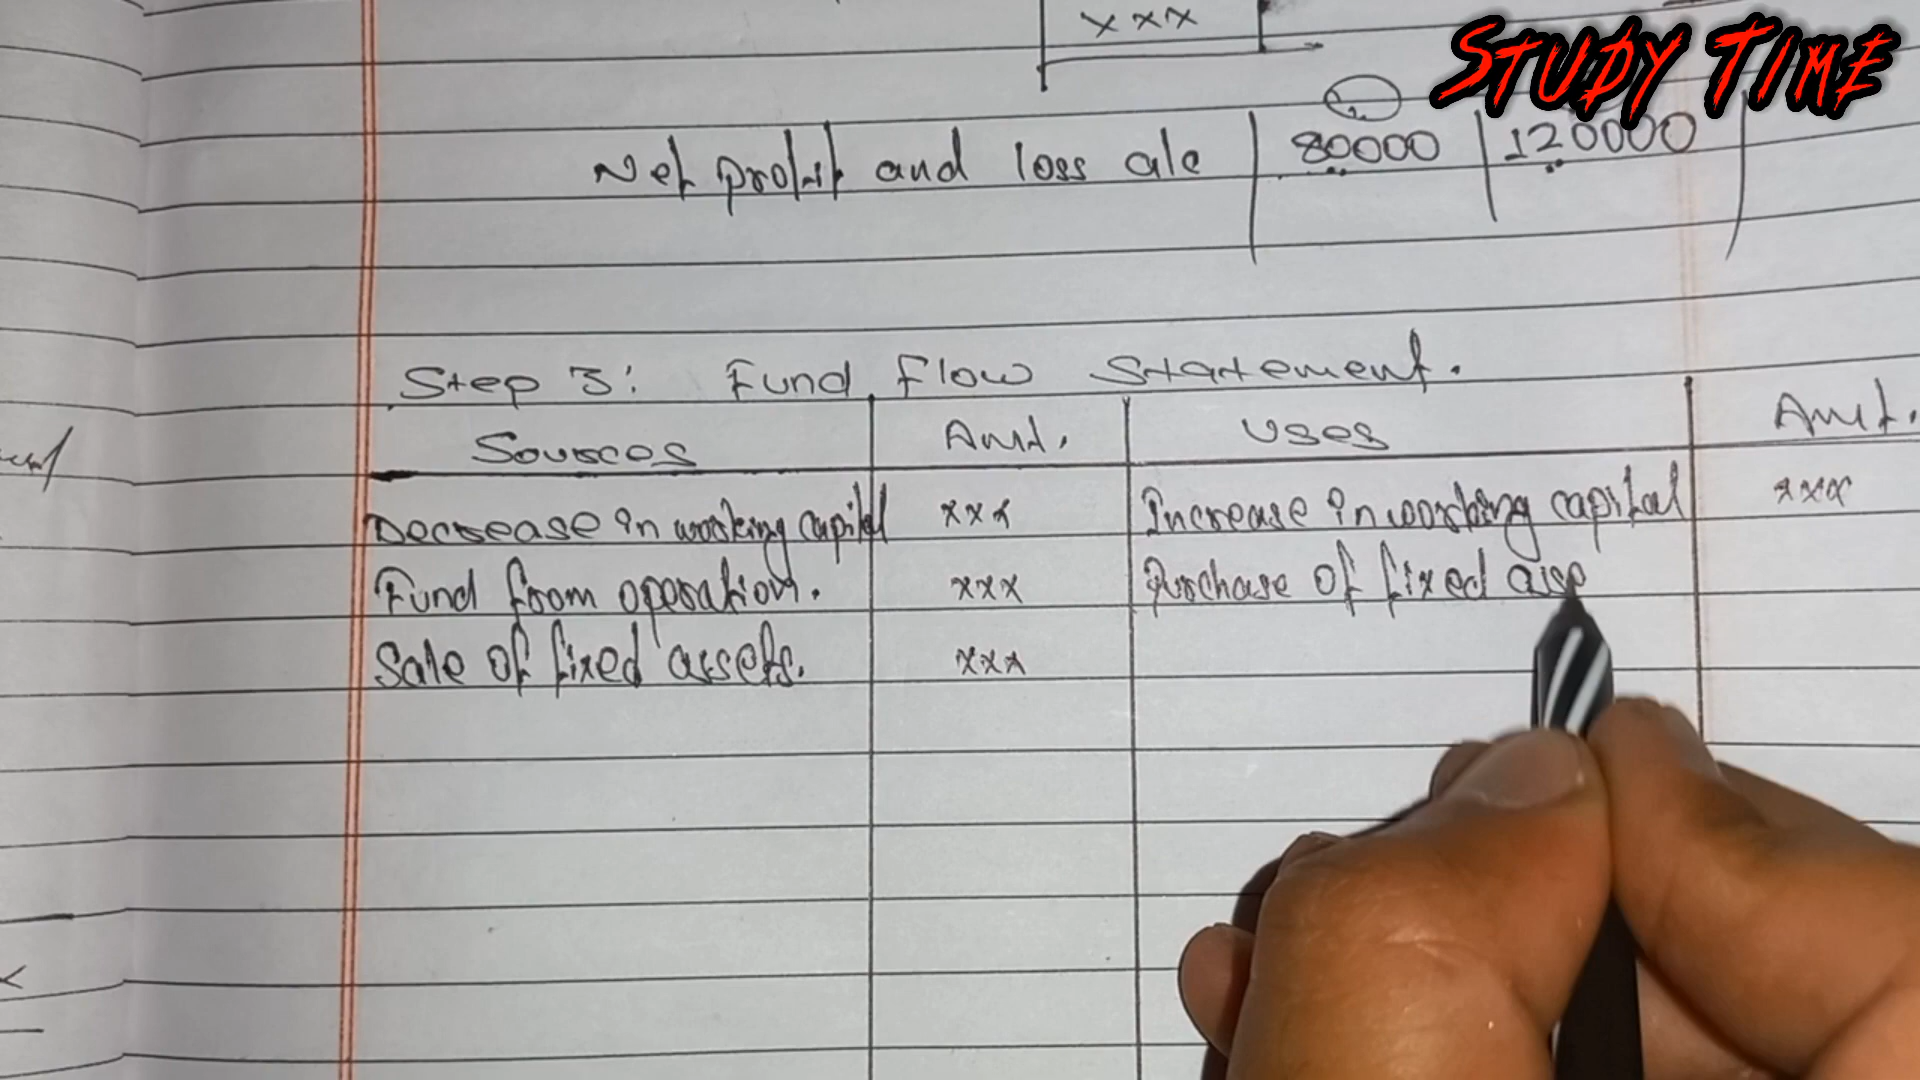 xxx
STUDY TIME
Net profit and loss alc 80000 120000
Step 3: Fund flow Statement.
Sources Amt. Uses Amt.
Decrease in working capital xxx Increase in working capital xxx
Fund from operation. xxx Purchase of fixed ass
Sale of fixed assets. xxx